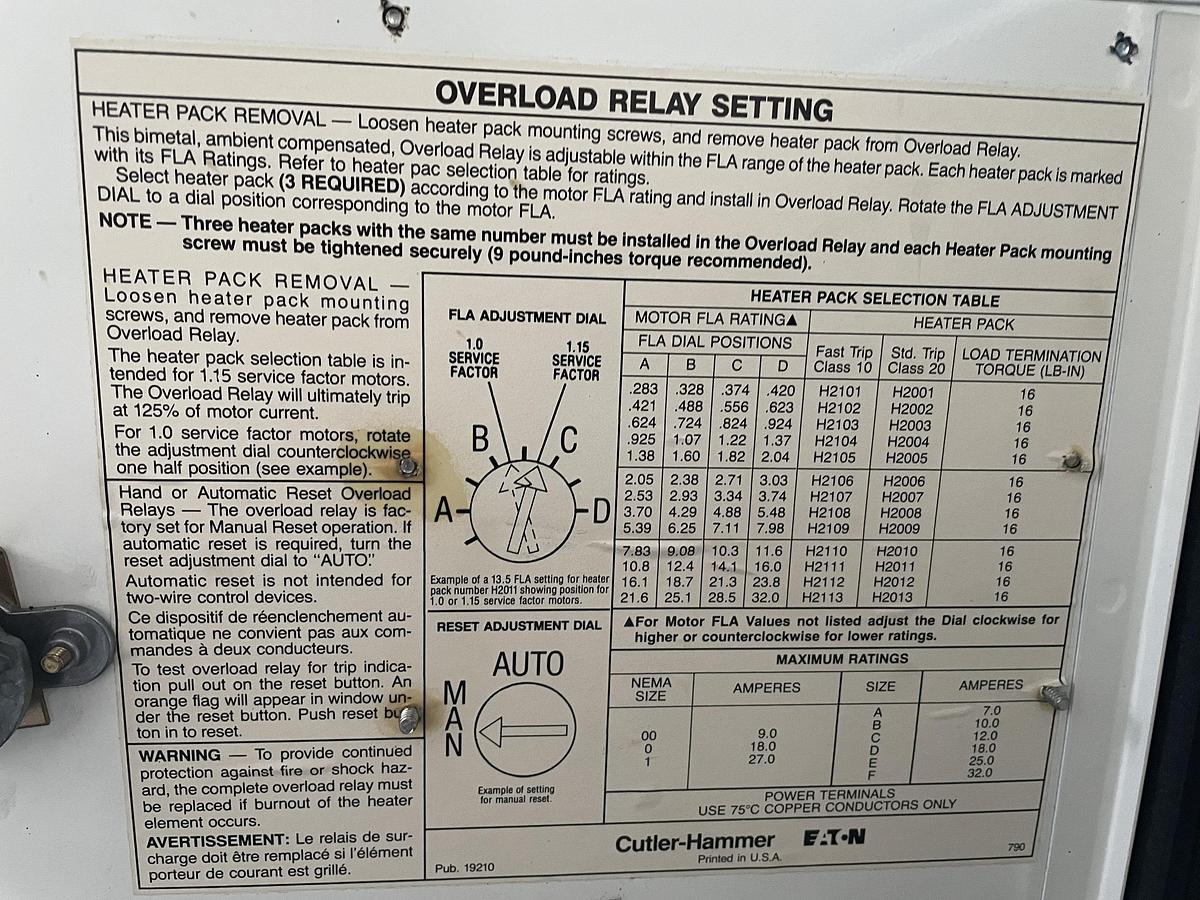 OVERLOAD RELAY SETTING
HEATER PACK REMOVAL — Loosen heater pack mounting screws, and remove heater pack from Overload Relay.
This bimetal, ambient compensated, Overload Relay is adjustable within the FLA range of the heater pack. Each heater pack is marked
with its FLA Ratings. Refer to heater pac selection table for ratings.
Select heater pack (3 REQUIRED) according to the motor FLA rating and install in Overload Relay. Rotate the FLA ADJUSTMENT
DIAL to a dial position corresponding to the motor FLA.
NOTE — Three heater packs with the same number must be installed in the Overload Relay and each Heater Pack mounting
screw must be tightened securely (9 pound-inches torque recommended).
HEATER PACK REMOVAL —
Loosen heater pack mounting
screws, and remove heater pack from
Overload Relay.
The heater pack selection table is in-
tended for 1.15 service factor motors.
The Overload Relay will ultimately trip
at 125% of motor current.
For 1.0 service factor motors, rotate
the adjustment dial counterclockwise
one half position (see example).
Hand or Automatic Reset Overload
Relays — The overload relay is fac-
tory set for Manual Reset operation. If
automatic reset is required, turn the
reset adjustment dial to “AUTO.”
Automatic reset is not intended for
two-wire control devices.
Ce dispositif de réenclenchement au-
tomatique ne convient pas aux com-
mandes à deux conducteurs.
To test overload relay for trip indica-
tion pull out on the reset button. An
orange flag will appear in window un-
der the reset button. Push reset but-
ton in to reset.
WARNING — To provide continued
protection against fire or shock haz-
ard, the complete overload relay must
be replaced if burnout of the heater
element occurs.
AVERTISSEMENT: Le relais de sur-
charge doit être remplacé si l'élément
porteur de courant est grillé.
FLA ADJUSTMENT DIAL
1.0 SERVICE FACTOR
1.15 SERVICE FACTOR
B C
A D
Example of a 13.5 FLA setting for heater
pack number H2011 showing position for
1.0 or 1.15 service factor motors.
RESET ADJUSTMENT DIAL
AUTO
MAN
Example of setting
for manual reset.
Pub. 19210
HEATER PACK SELECTION TABLE
MOTOR FLA RATING▲ HEATER PACK
FLA DIAL POSITIONS Fast Trip Class 10 Std. Trip Class 20 LOAD TERMINATION TORQUE (LB-IN)
A B C D
.283 .328 .374 .420 H2101 H2001 16
.421 .488 .556 .623 H2102 H2002 16
.624 .724 .824 .924 H2103 H2003 16
.925 1.07 1.22 1.37 H2104 H2004 16
1.38 1.60 1.82 2.04 H2105 H2005 16
2.05 2.38 2.71 3.03 H2106 H2006 16
2.53 2.93 3.34 3.74 H2107 H2007 16
3.70 4.29 4.88 5.48 H2108 H2008 16
5.39 6.25 7.11 7.98 H2109 H2009 16
7.83 9.08 10.3 11.6 H2110 H2010 16
10.8 12.4 14.1 16.0 H2111 H2011 16
16.1 18.7 21.3 23.8 H2112 H2012 16
21.6 25.1 28.5 32.0 H2113 H2013 16
▲For Motor FLA Values not listed adjust the Dial clockwise for
higher or counterclockwise for lower ratings.
MAXIMUM RATINGS
NEMA SIZE AMPERES SIZE AMPERES
A 7.0
B 10.0
00 9.0 C 12.0
0 18.0 D 18.0
1 27.0 E 25.0
F 32.0
POWER TERMINALS
USE 75°C COPPER CONDUCTORS ONLY
Cutler-Hammer EATON
Printed in U.S.A.
790